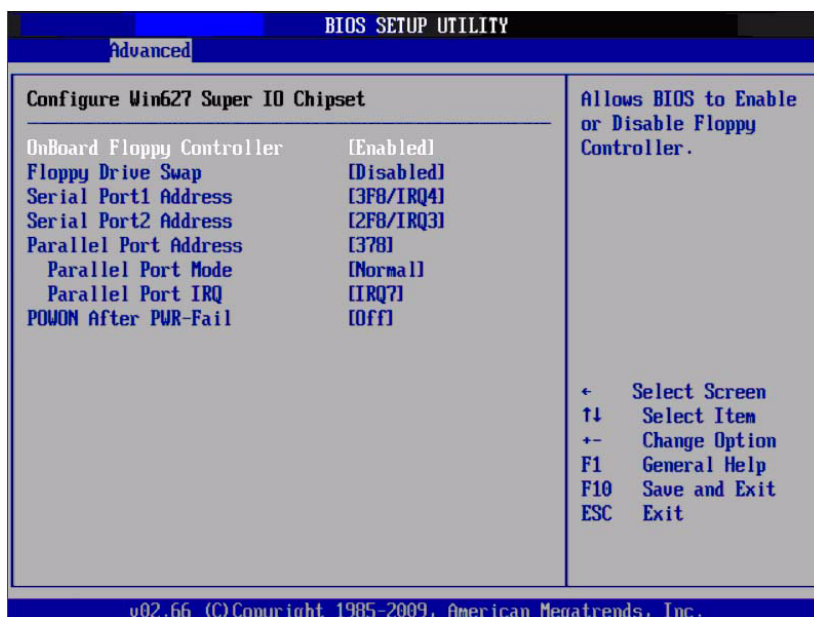 BIOS SETUP UTILITY
Advanced
Configure Win627 Super IO Chipset
OnBoard Floppy Controller [Enabled]
Floppy Drive Swap [Disabled]
Serial Port1 Address [3F8/IRQ4]
Serial Port2 Address [2F8/IRQ3]
Parallel Port Address [378]
Parallel Port Mode [Normal]
Parallel Port IRQ [IRQ7]
POWON After PWR-Fail [Off]
Allows BIOS to Enable
or Disable Floppy
Controller.
← Select Screen
↑↓ Select Item
+- Change Option
F1 General Help
F10 Save and Exit
ESC Exit
v02.66 (C)Copyright 1985-2009, American Megatrends, Inc.